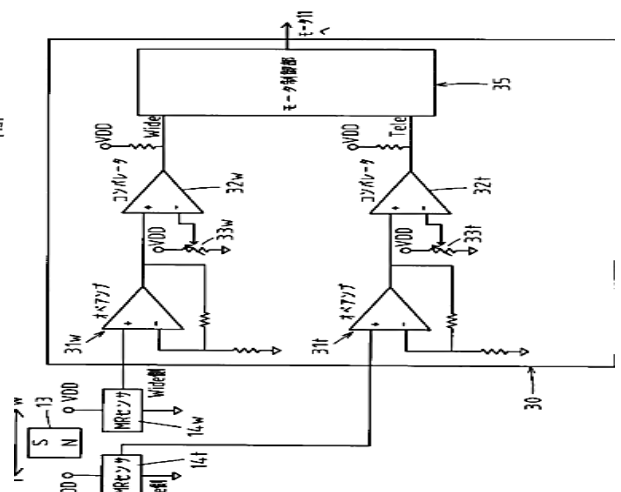 モータ11
へ
モータ制御部
35
Wide
Tele
VDD
VDD
コンパレータ
32w
コンパレータ
32t
VDD
33w
VDD
33t
オペアンプ
31w
オペアンプ
31t
30
Wide側
VDD
MRセンサ
14w
13
S
N
w
MRセンサ
14t